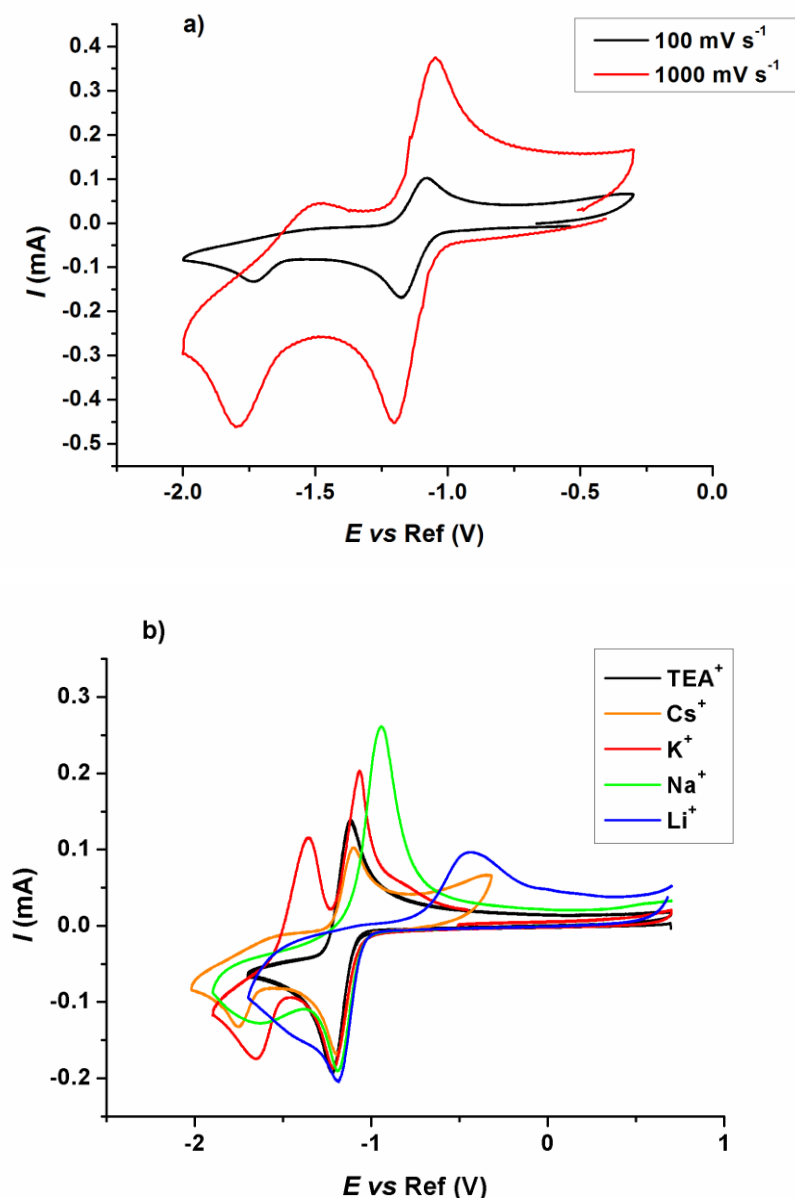 a)
100 mV s⁻¹
1000 mV s⁻¹
0.4
0.3
0.2
0.1
0.0
-0.1
-0.2
-0.3
-0.4
-0.5
I (mA)
-2.0 -1.5 -1.0 -0.5 0.0
E vs Ref (V)
b)
TEA⁺
Cs⁺
K⁺
Na⁺
Li⁺
0.3
0.2
0.1
0.0
-0.1
-0.2
I (mA)
-2 -1 0 1
E vs Ref (V)